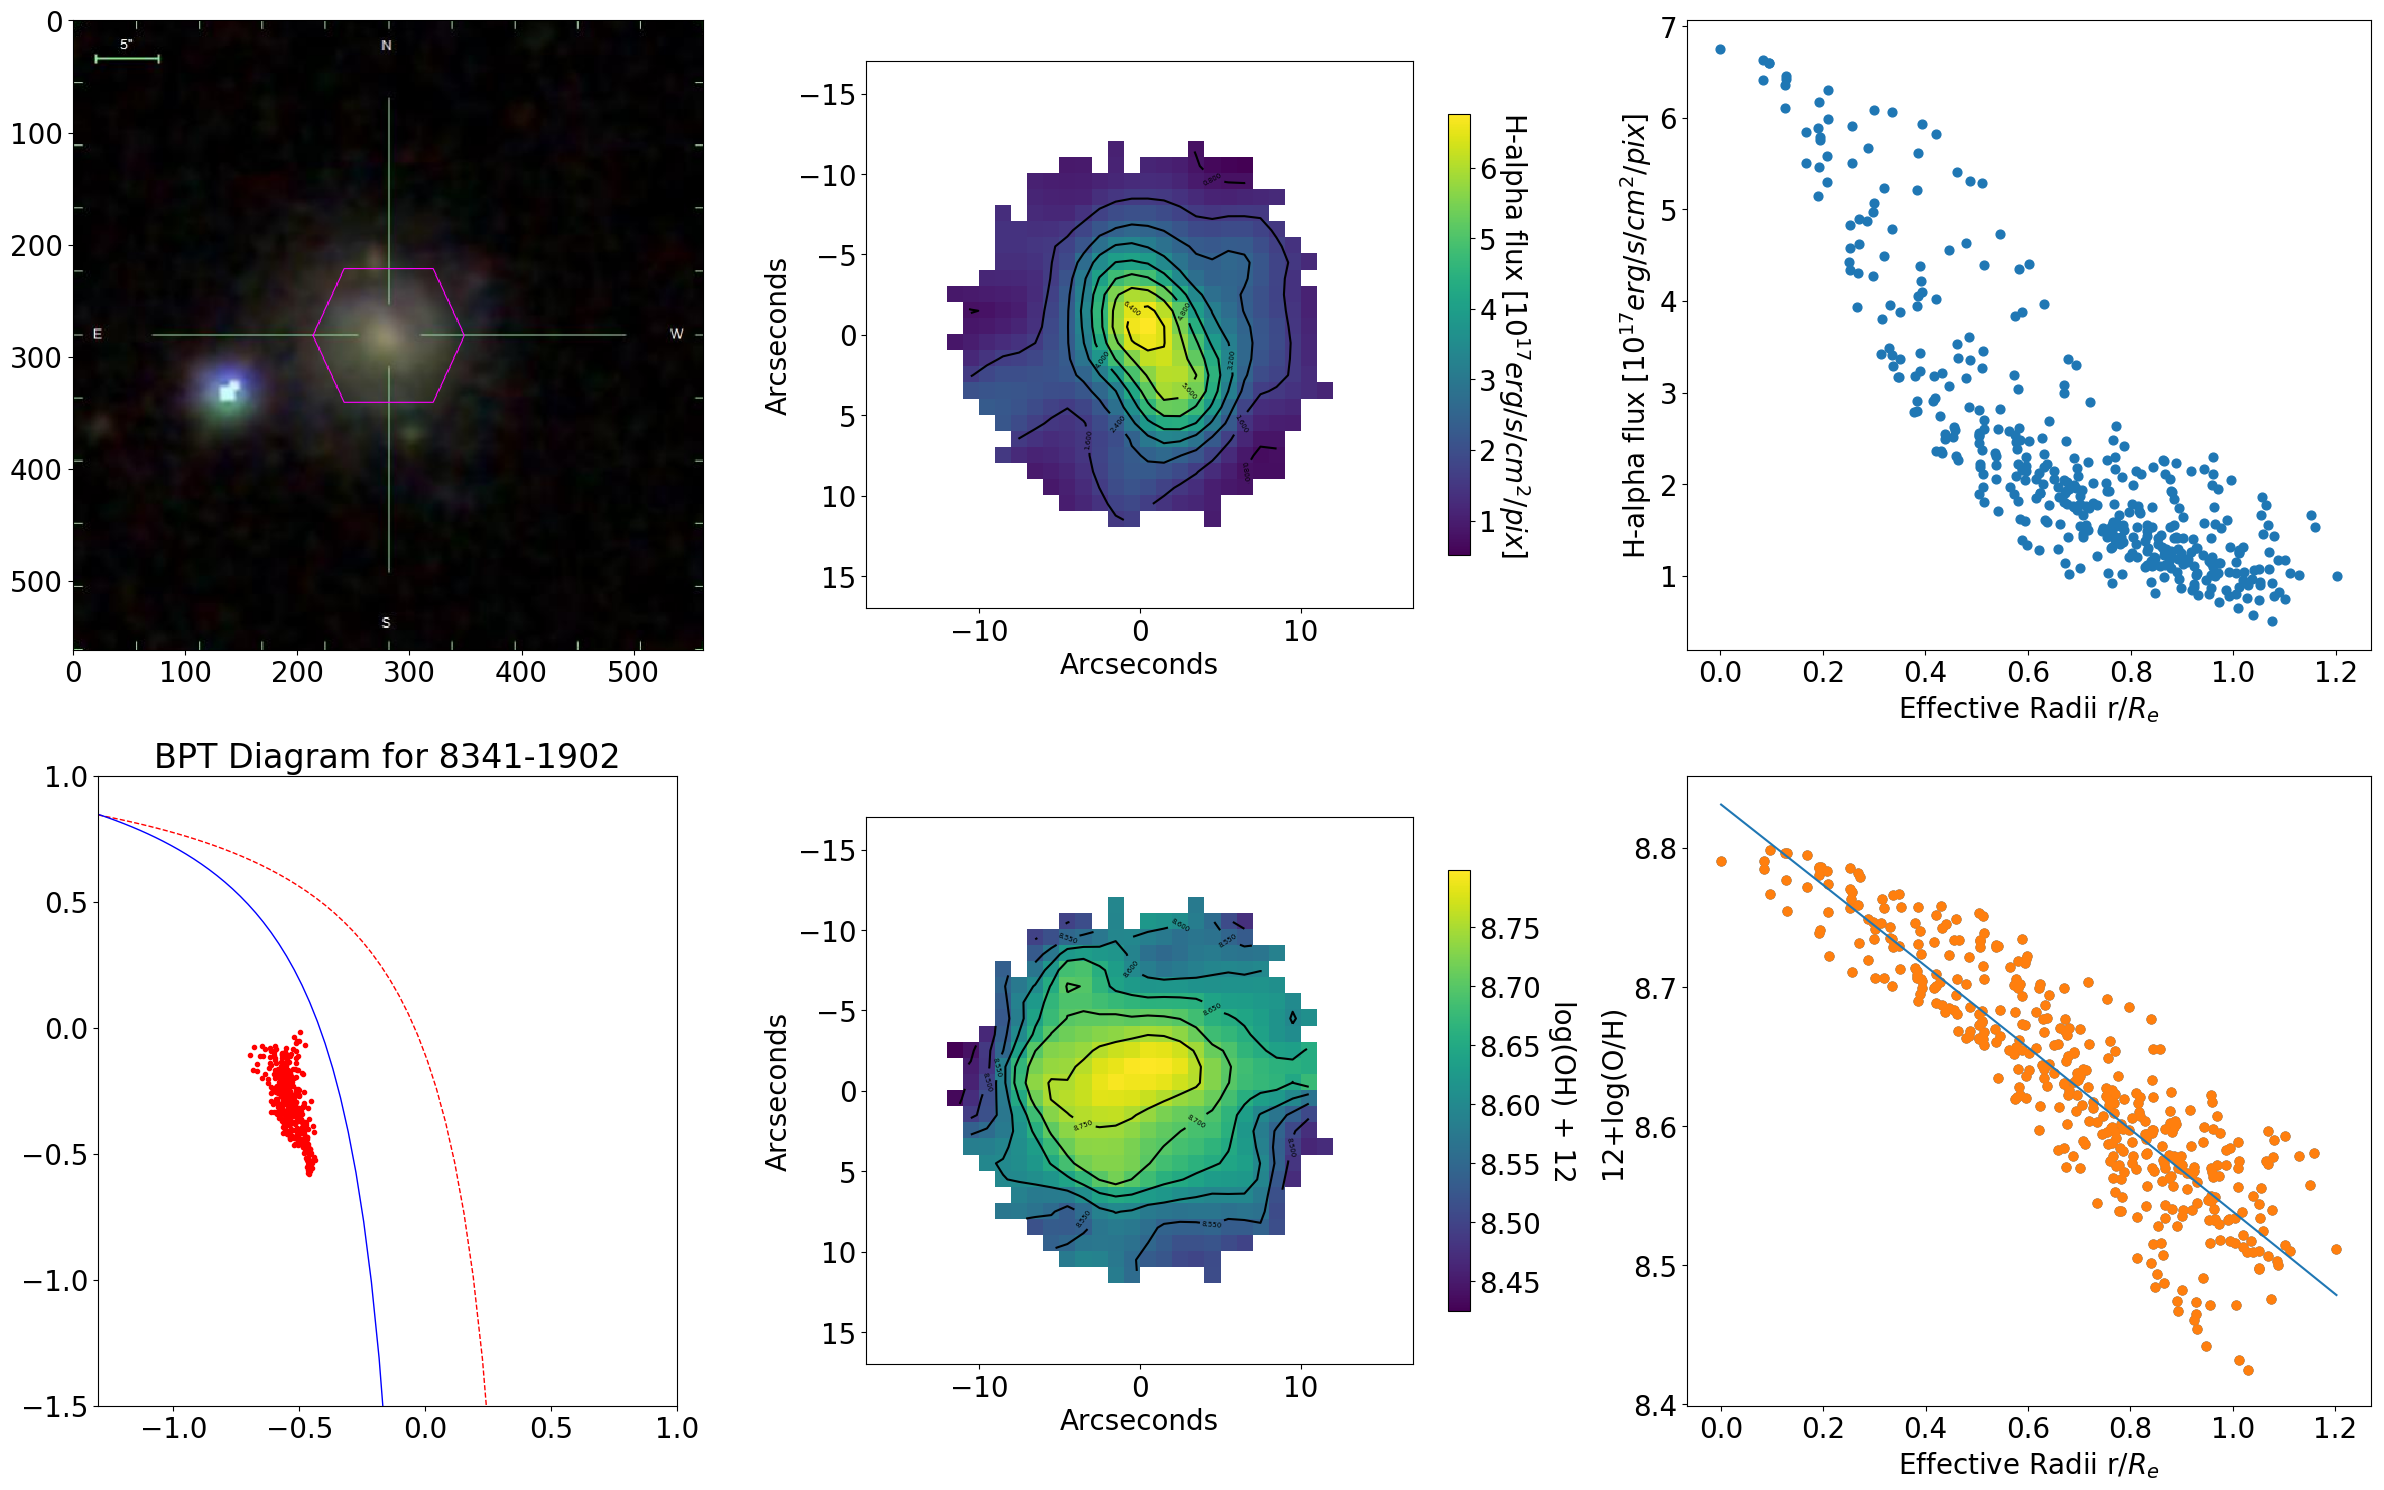 0
100
200
300
400
500
0 100 200 300 400 500
5"
N
E
W
S
−15
−10
−5
0
5
10
15
−10 0 10
Arcseconds
Arcseconds
6
5
4
3
2
1
H-alpha flux [10^17 erg/s/cm^2/pix]
7
6
5
4
3
2
1
H-alpha flux [10^17 erg/s/cm^2/pix]
0.0 0.2 0.4 0.6 0.8 1.0 1.2
Effective Radii r/R_e
BPT Diagram for 8341-1902
1.0
0.5
0.0
−0.5
−1.0
−1.5
−1.0 −0.5 0.0 0.5 1.0
−15
−10
−5
0
5
10
15
−10 0 10
Arcseconds
Arcseconds
8.75
8.70
8.65
8.60
8.55
8.50
8.45
log(OH) + 12
12+log(O/H)
8.8
8.7
8.6
8.5
8.4
0.0 0.2 0.4 0.6 0.8 1.0 1.2
Effective Radii r/R_e